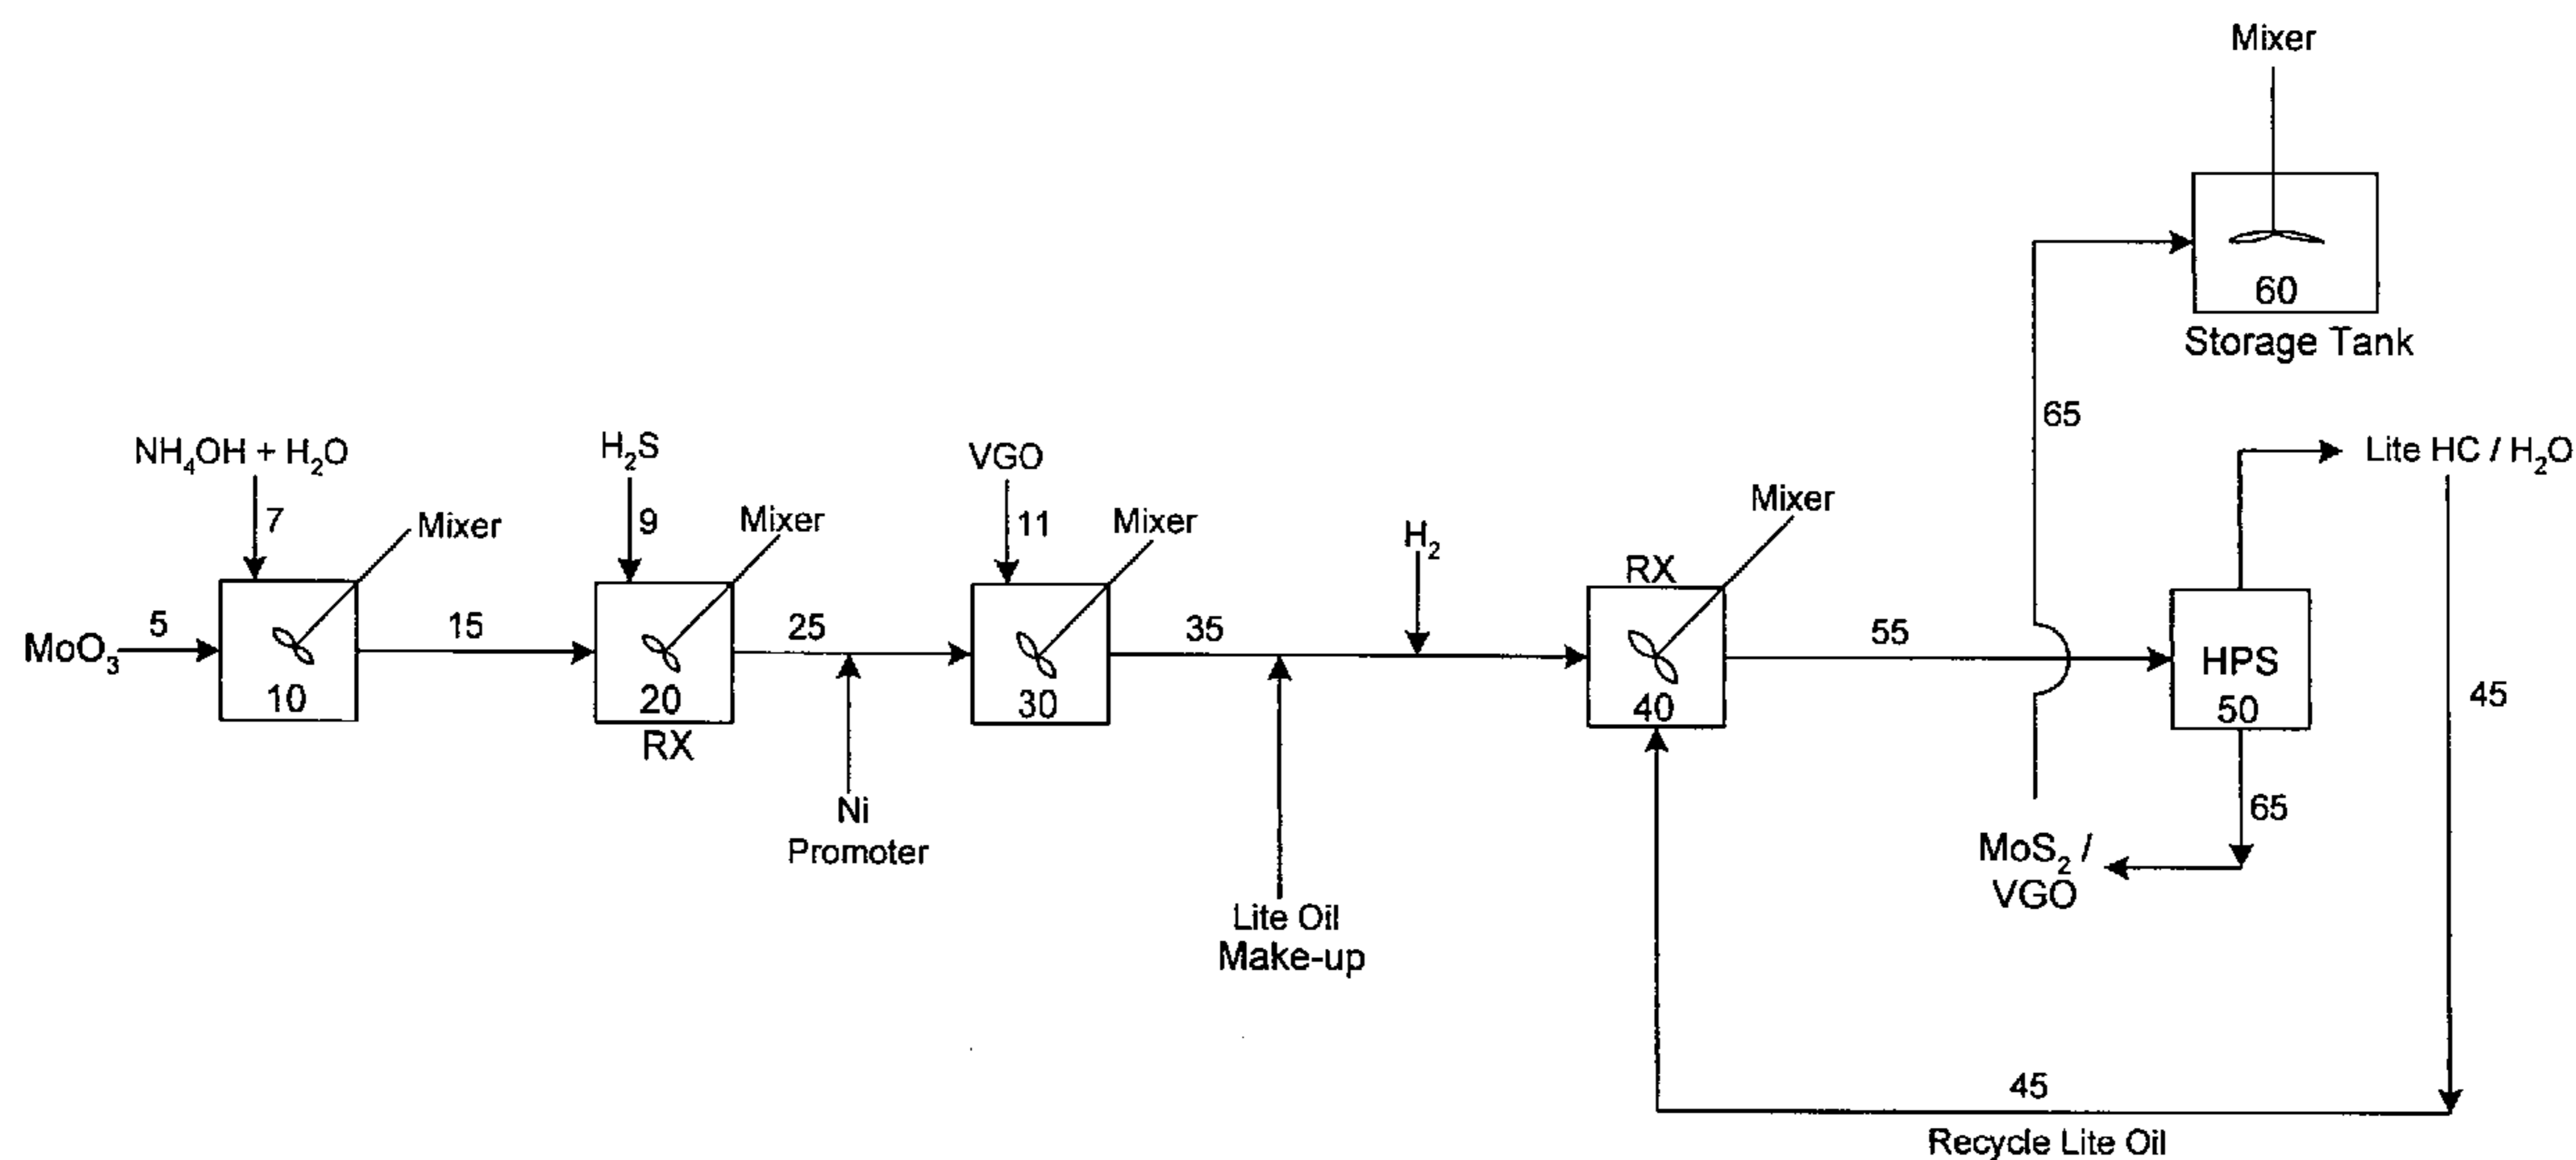 Mixer
60
Storage Tank
65
NH₄OH + H₂O
7
Mixer
MoO₃
5
10
15
H₂S
9
Mixer
20
RX
25
Ni
Promoter
VGO
11
Mixer
30
35
Lite Oil
Make-up
H₂
RX
Mixer
40
55
HPS
50
Lite HC / H₂O
45
65
MoS₂ /
VGO
45
Recycle Lite Oil